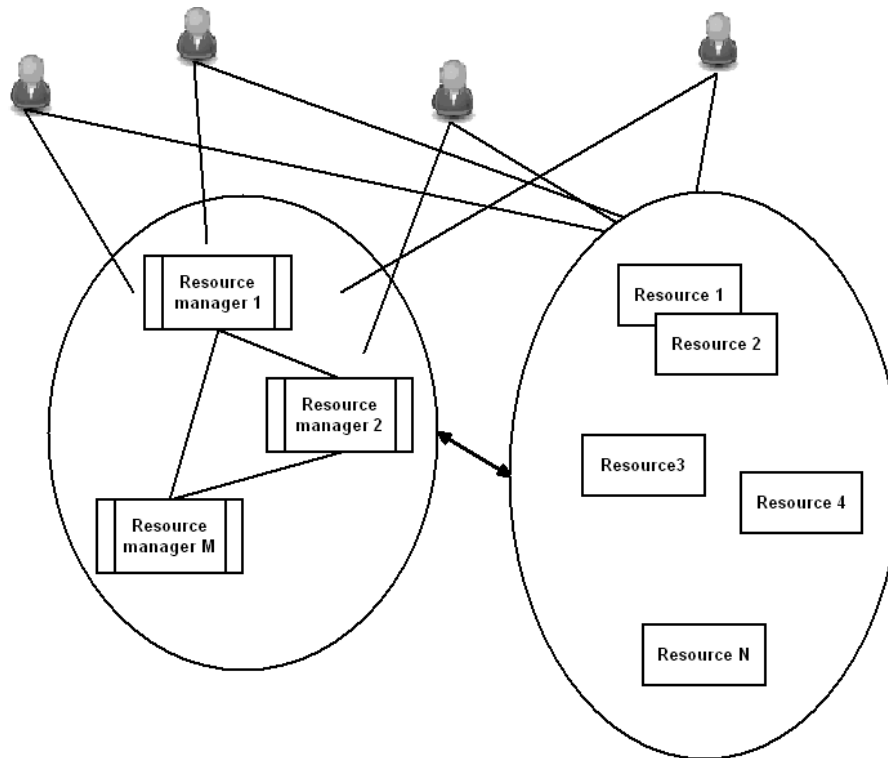 Resource
manager 1
Resource
manager 2
Resource
manager M
Resource 1
Resource 2
Resource3
Resource 4
Resource N